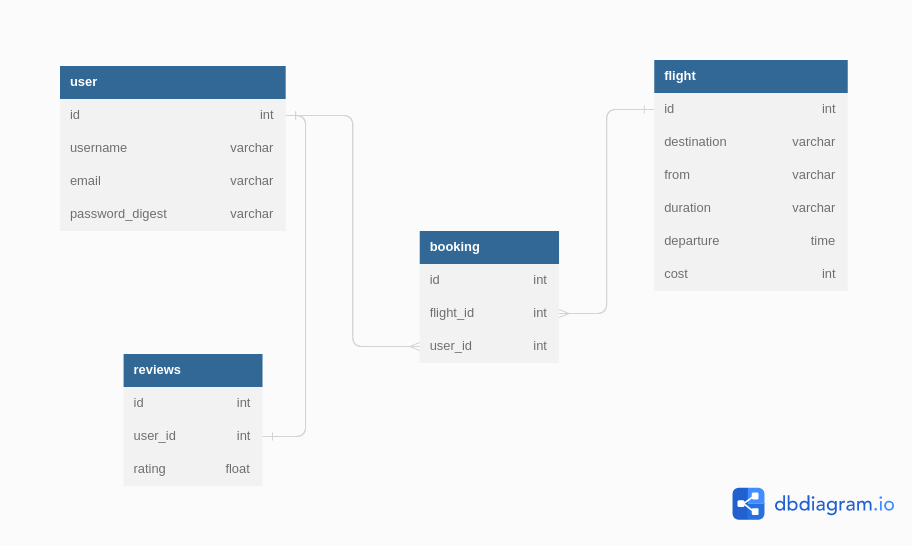 user
id int
username varchar
email varchar
password_digest varchar
flight
id int
destination varchar
from varchar
duration varchar
departure time
cost int
booking
id int
flight_id int
user_id int
reviews
id int
user_id int
rating float
dbdiagram.io